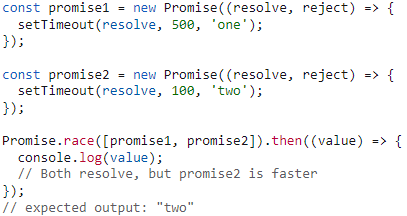 const promise1 = new Promise((resolve, reject) => {
  setTimeout(resolve, 500, 'one');
});

const promise2 = new Promise((resolve, reject) => {
  setTimeout(resolve, 100, 'two');
});

Promise.race([promise1, promise2]).then((value) => {
  console.log(value);
  // Both resolve, but promise2 is faster
});
// expected output: "two"